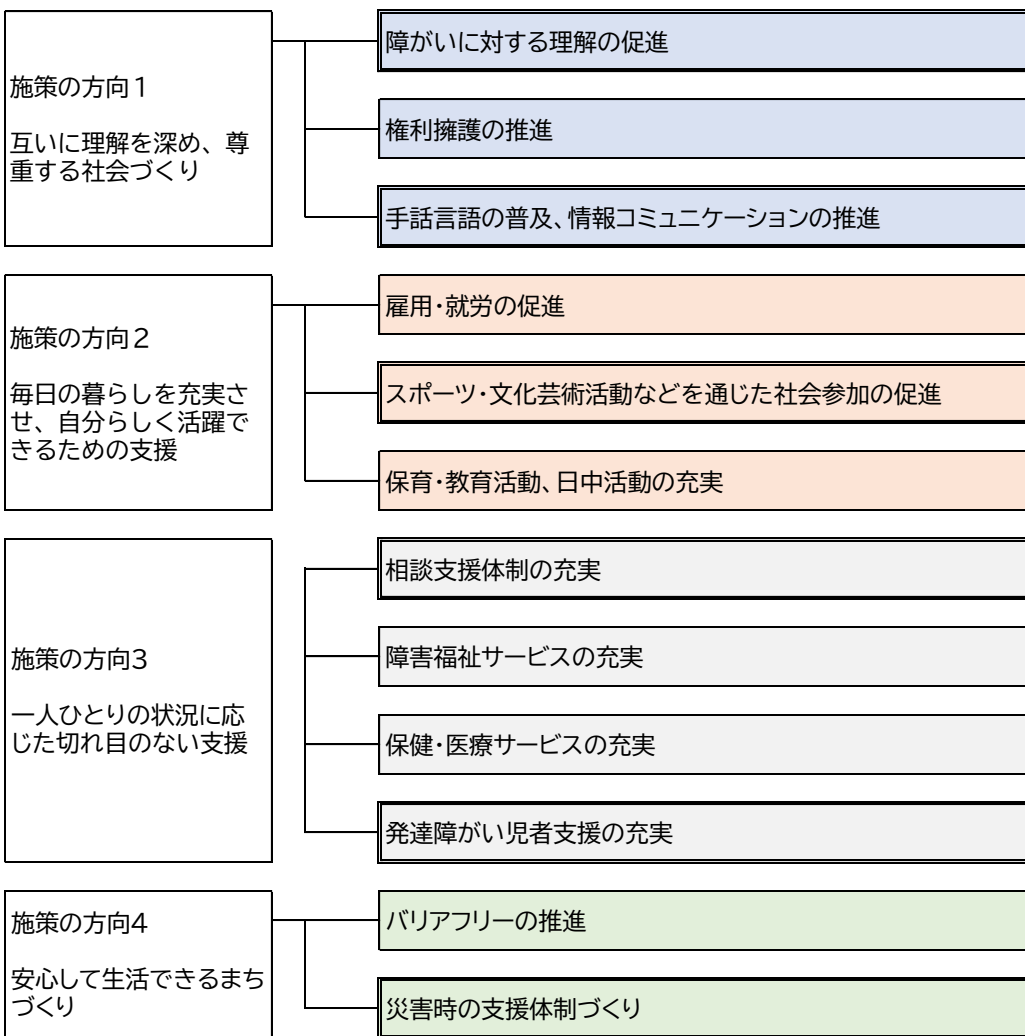 施策の方向1
互いに理解を深め、尊
重する社会づくり
障がいに対する理解の促進
権利擁護の推進
手話言語の普及、情報コミュニケーションの推進
施策の方向2
毎日の暮らしを充実さ
せ、自分らしく活躍で
きるための支援
雇用・就労の促進
スポーツ・文化芸術活動などを通じた社会参加の促進
保育・教育活動、日中活動の充実
施策の方向3
一人ひとりの状況に応
じた切れ目のない支援
相談支援体制の充実
障害福祉サービスの充実
保健・医療サービスの充実
発達障がい児者支援の充実
施策の方向4
安心して生活できるまち
づくり
バリアフリーの推進
災害時の支援体制づくり